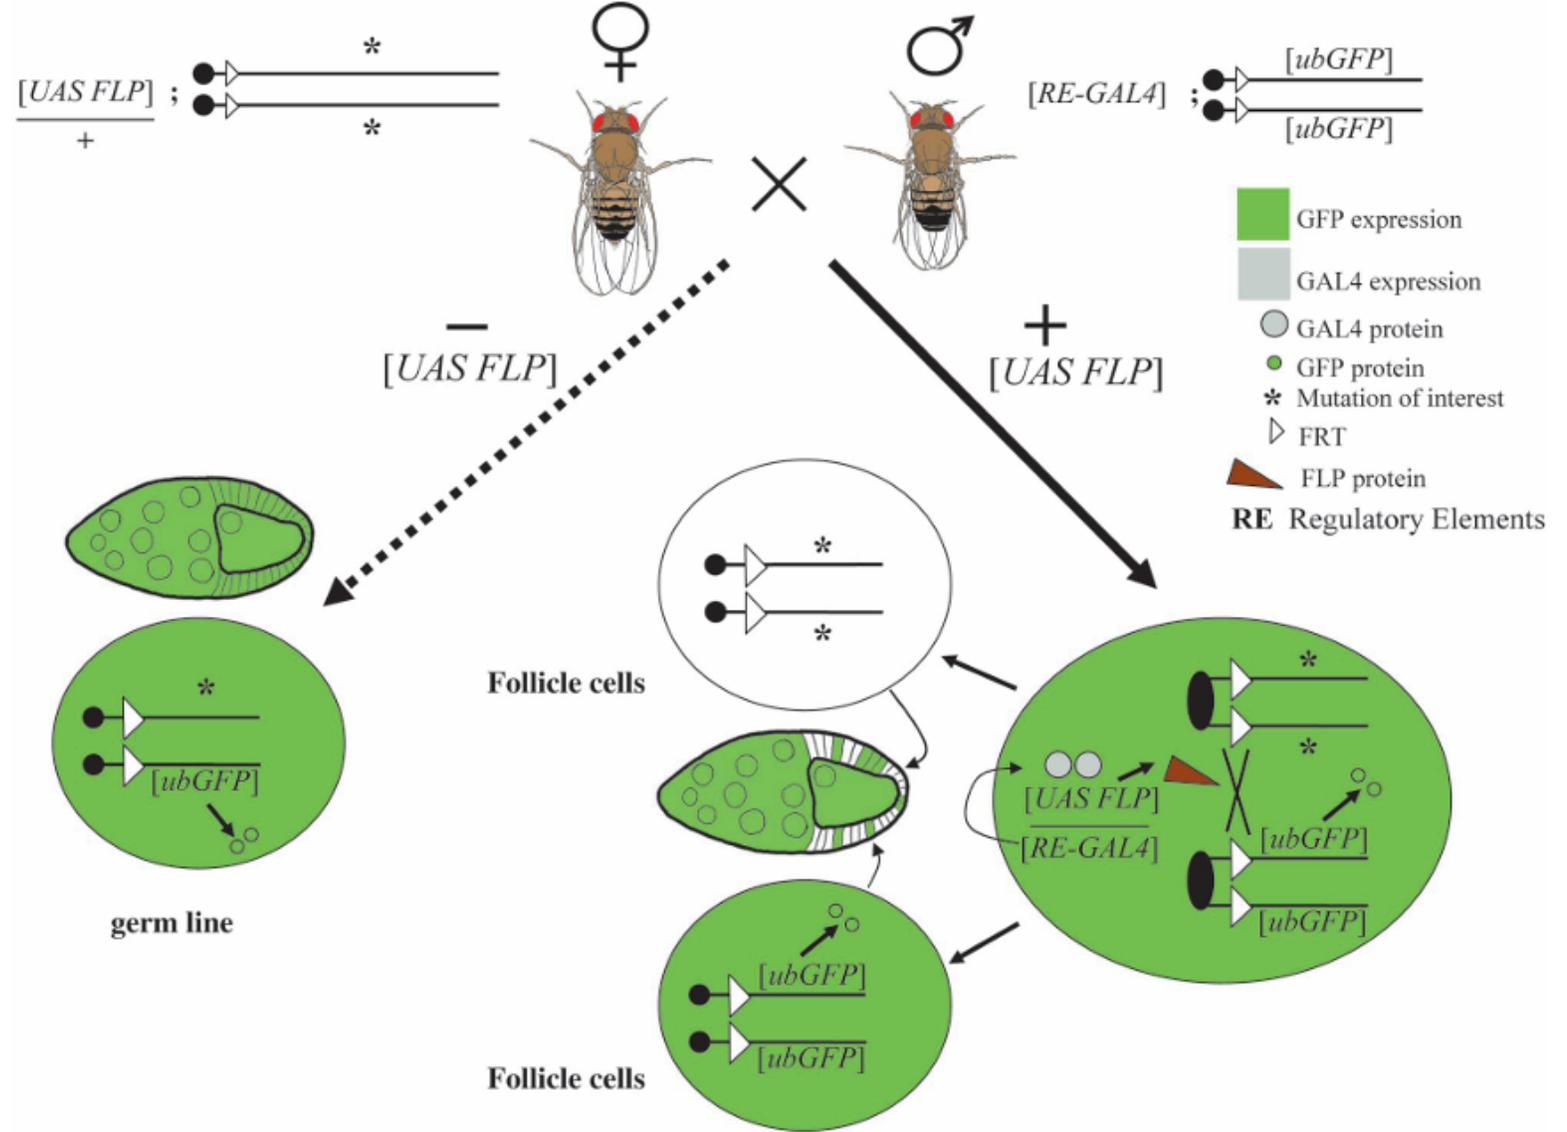 *
[UAS FLP] ;
+
*
♀
♂
×
[RE-GAL4] ;
[ubGFP]
[ubGFP]
GFP expression
GAL4 expression
GAL4 protein
GFP protein
* Mutation of interest
FRT
FLP protein
RE Regulatory Elements
−
[UAS FLP]
+
[UAS FLP]
*
[ubGFP]
germ line
*
*
Follicle cells
*
*
[UAS FLP]
[RE-GAL4]
[ubGFP]
[ubGFP]
[ubGFP]
[ubGFP]
Follicle cells